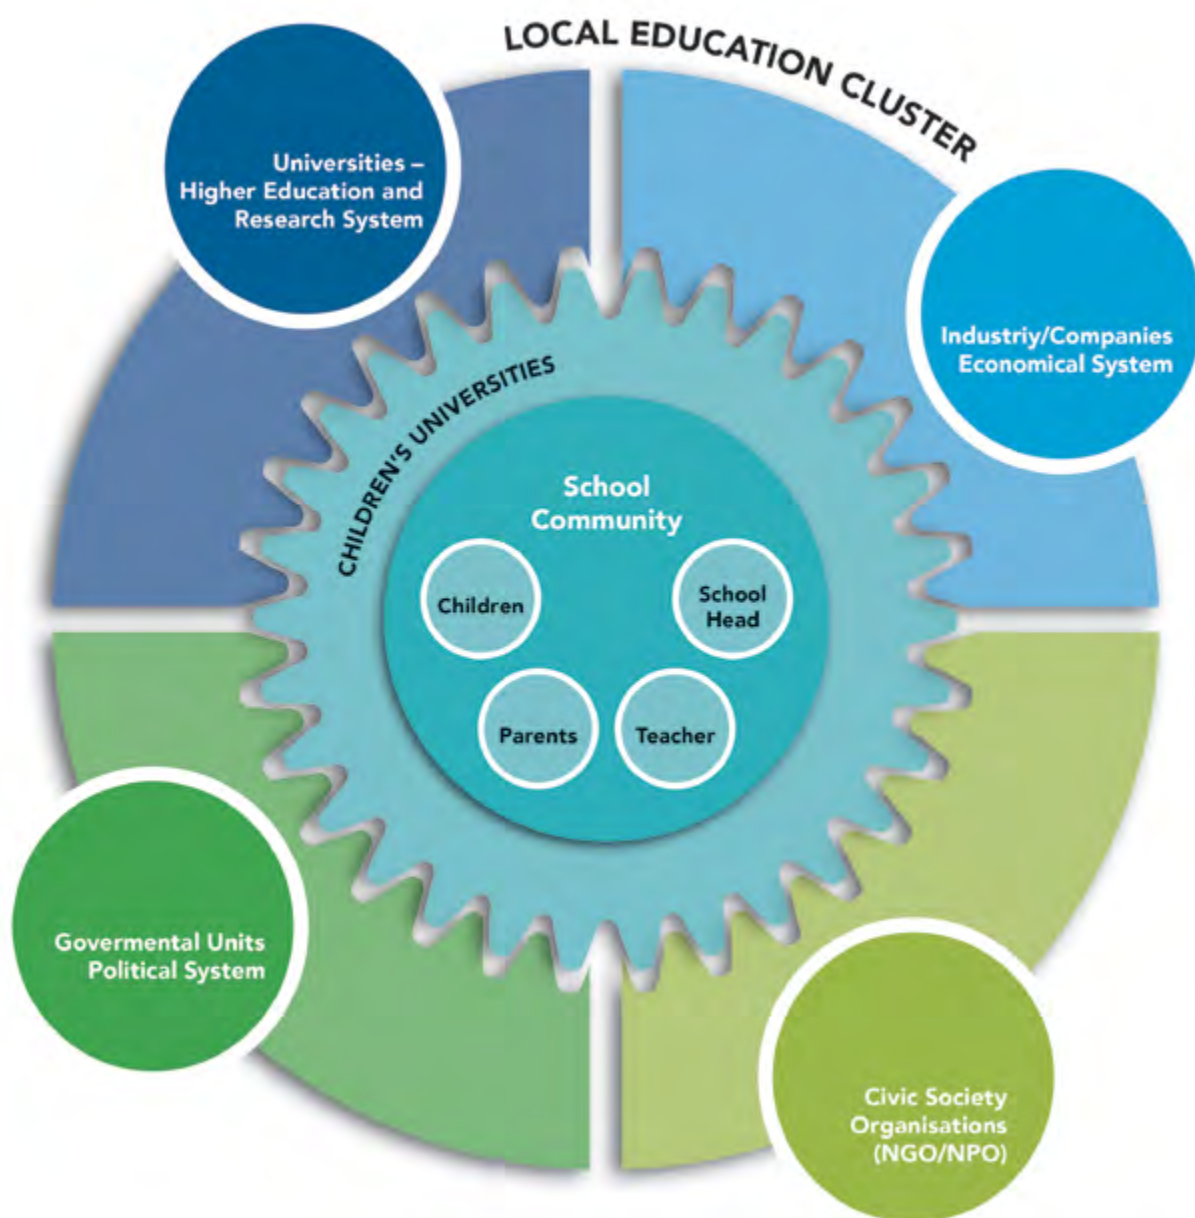 LOCAL EDUCATION CLUSTER
Universities –
Higher Education and
Research System
Industriy/Companies
Economical System
CHILDREN'S UNIVERSITIES
School
Community
Children
School
Head
Parents
Teacher
Govermental Units
Political System
Civic Society
Organisations
(NGO/NPO)